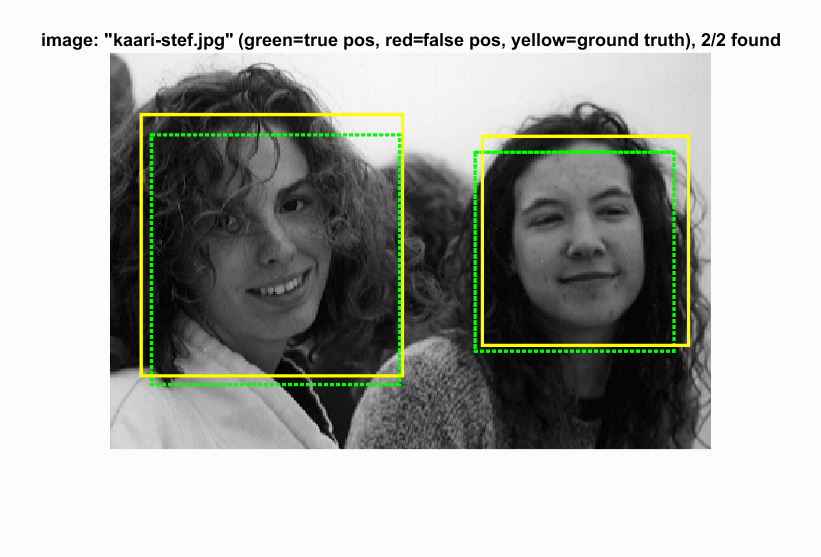 image: "kaari-stef.jpg" (green=true pos, red=false pos, yellow=ground truth), 2/2 found